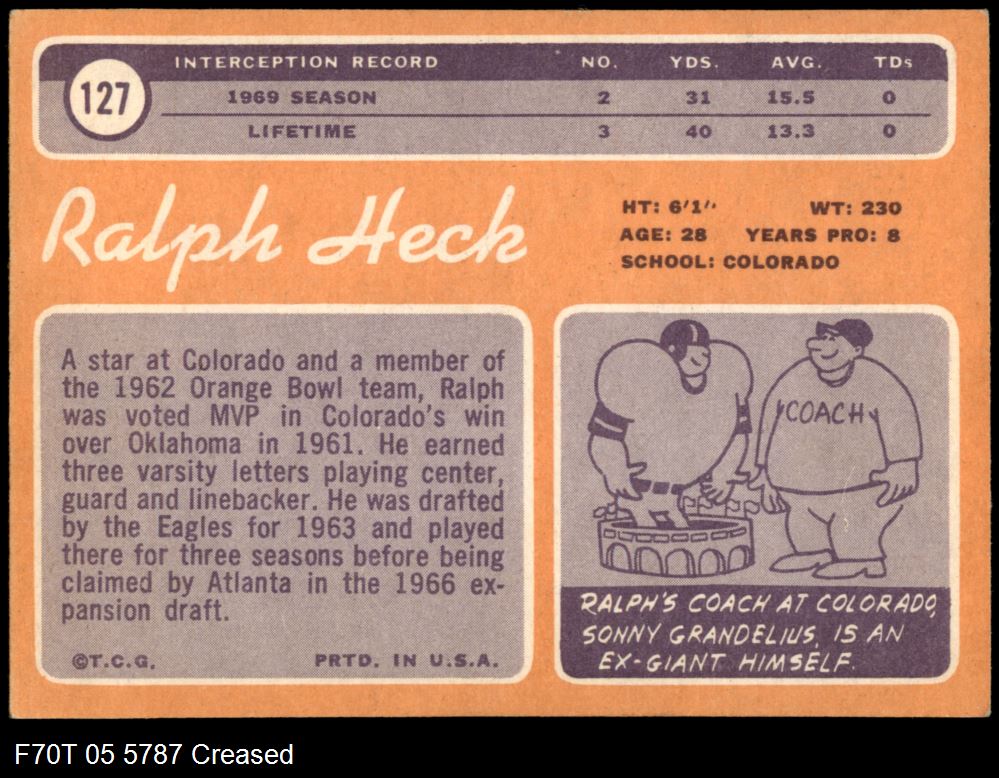 127
INTERCEPTION RECORD NO. YDS. AVG. TDs
1969 SEASON 2 31 15.5 0
LIFETIME 3 40 13.3 0
Ralph Heck
HT: 6'1" WT: 230
AGE: 28 YEARS PRO: 8
SCHOOL: COLORADO
A star at Colorado and a member of
the 1962 Orange Bowl team, Ralph
was voted MVP in Colorado's win
over Oklahoma in 1961. He earned
three varsity letters playing center,
guard and linebacker. He was drafted
by the Eagles for 1963 and played
there for three seasons before being
claimed by Atlanta in the 1966 ex-
pansion draft.
©T.C.G. PRTD. IN U.S.A.
COACH
RALPH'S COACH AT COLORADO,
SONNY GRANDELIUS, IS AN
EX-GIANT HIMSELF.
F70T 05 5787 Creased